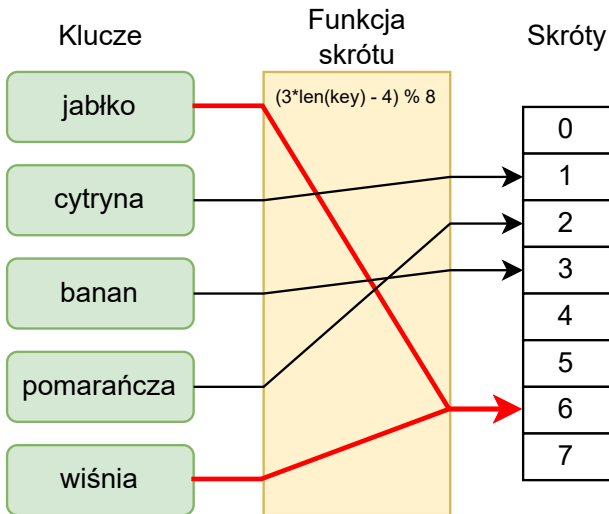 Klucze
Funkcja
skrótu
Skróty
(3*len(key) - 4) % 8
jabłko
cytryna
banan
pomarańcza
wiśnia
0
1
2
3
4
5
6
7